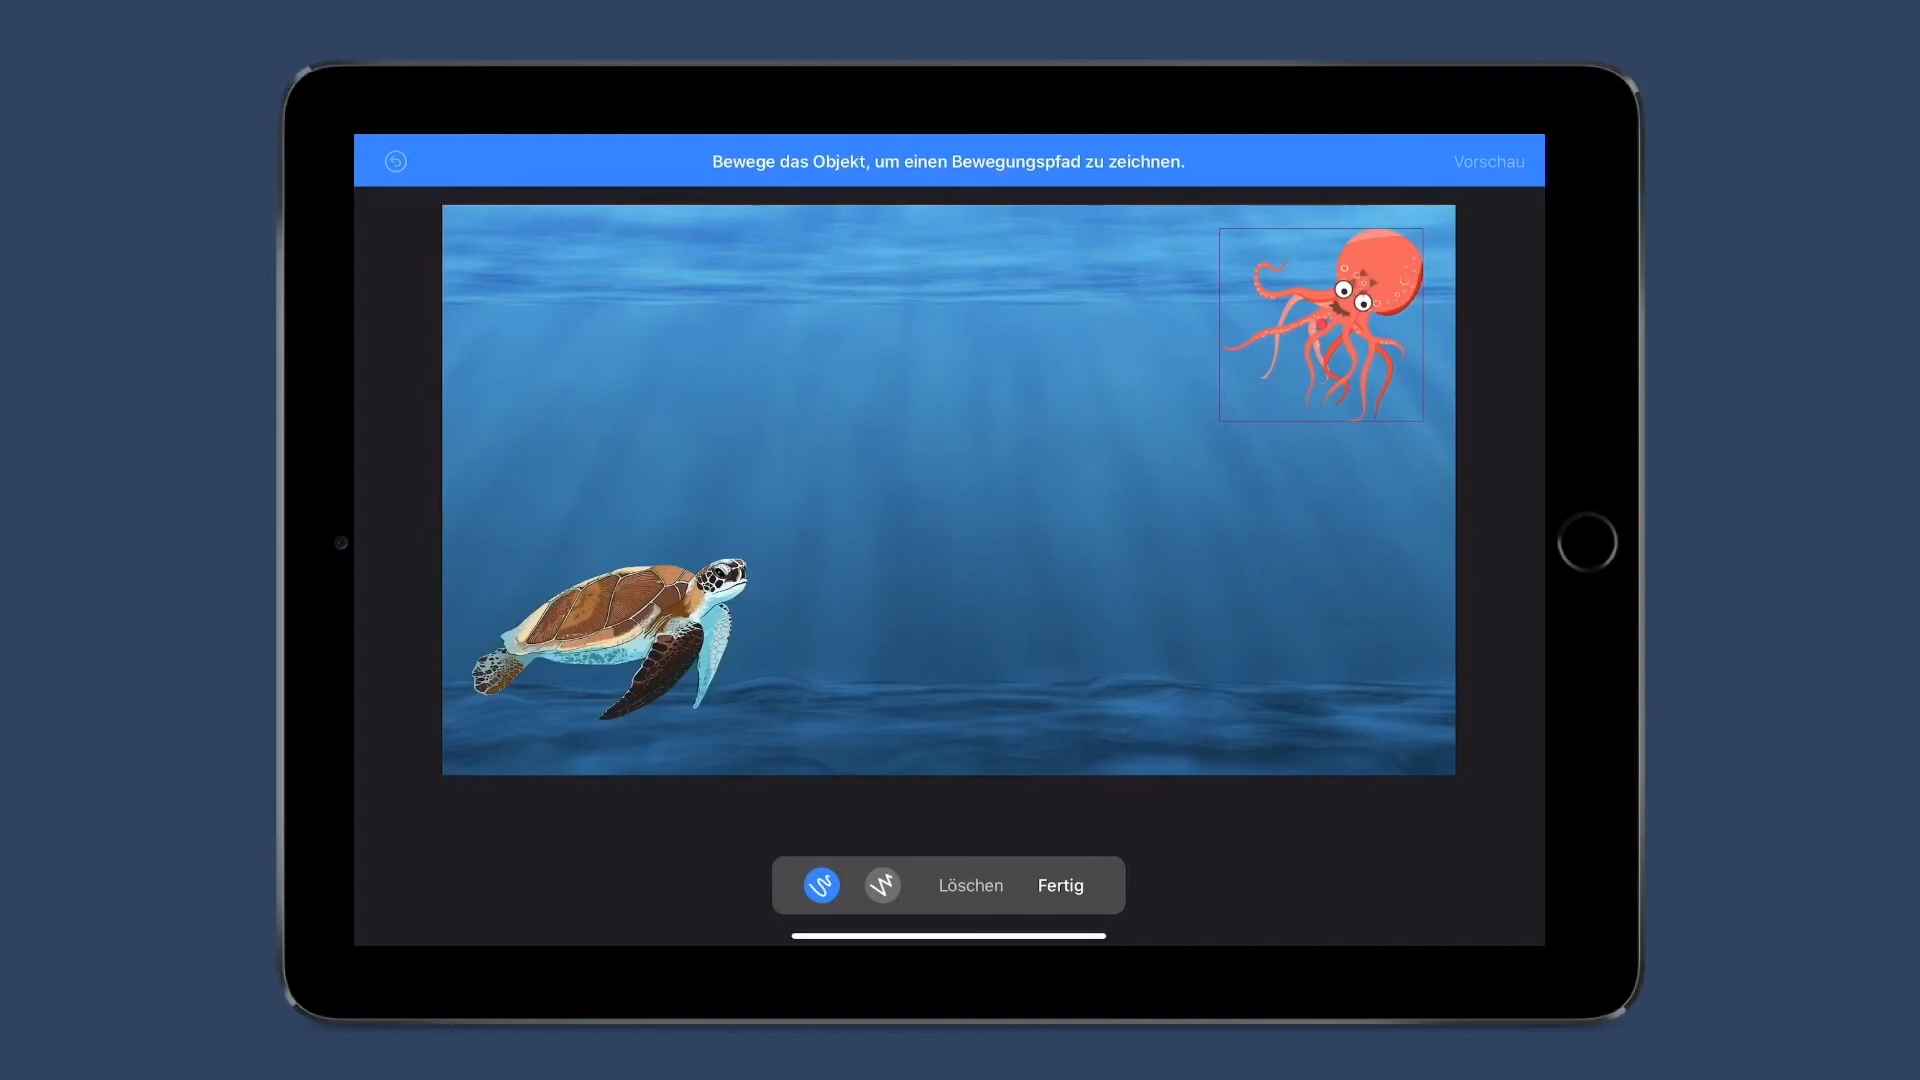 Bewege das Objekt, um einen Bewegungspfad zu zeichnen.
Vorschau
Löschen
Fertig